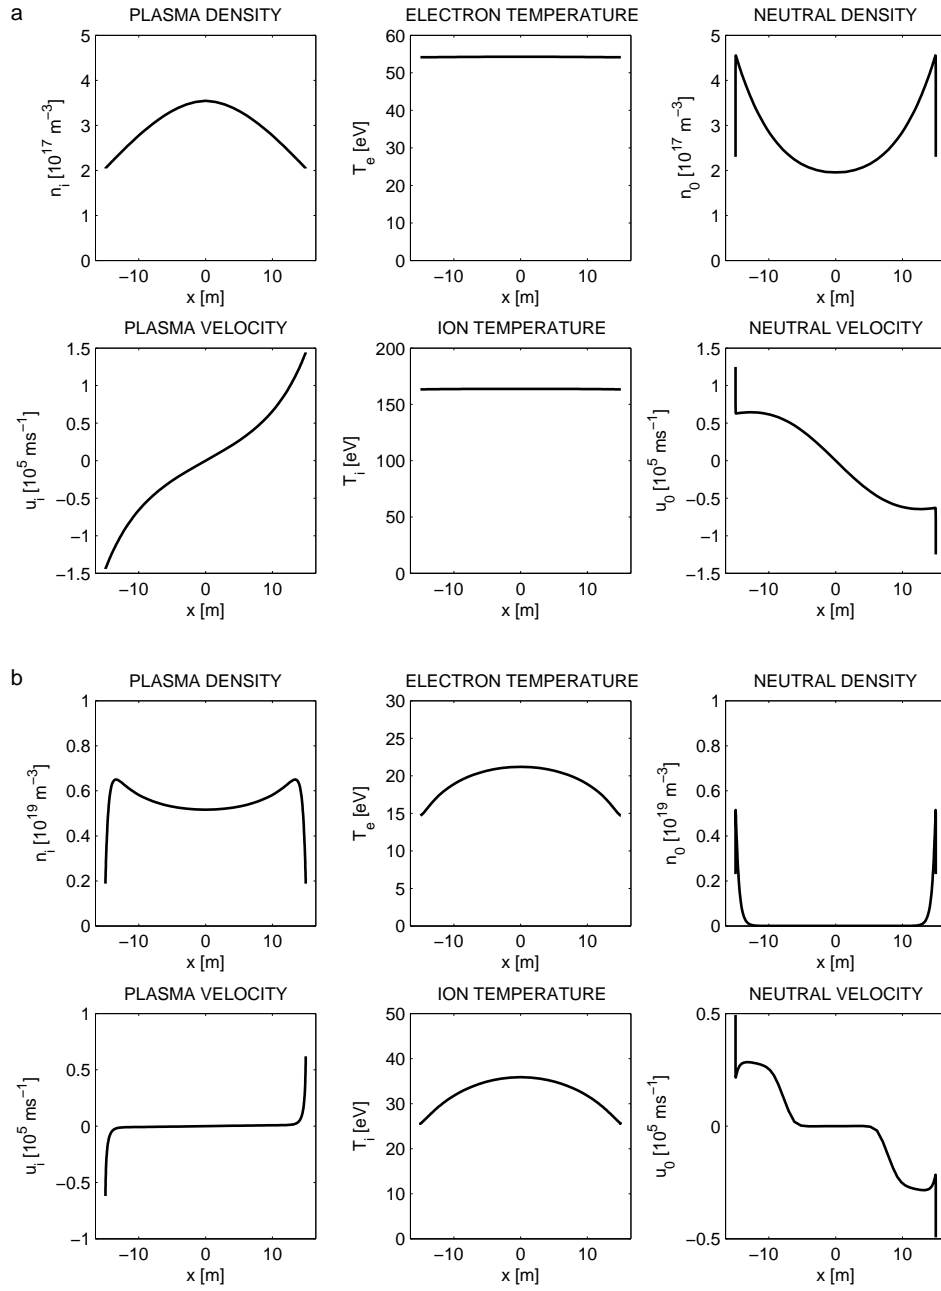 a
PLASMA DENSITY
n_i [10^17 m^−3]
5
4
3
2
1
0
−10 0 10
x [m]
ELECTRON TEMPERATURE
T_e [eV]
60
50
40
30
20
10
0
−10 0 10
x [m]
NEUTRAL DENSITY
n_0 [10^17 m^−3]
5
4
3
2
1
0
−10 0 10
x [m]
PLASMA VELOCITY
u_i [10^5 ms^−1]
1.5
1
0.5
0
−0.5
−1
−1.5
−10 0 10
x [m]
ION TEMPERATURE
T_i [eV]
200
150
100
50
0
−10 0 10
x [m]
NEUTRAL VELOCITY
u_0 [10^5 ms^−1]
1.5
1
0.5
0
−0.5
−1
−1.5
−10 0 10
x [m]
b
PLASMA DENSITY
n_i [10^19 m^−3]
1
0.8
0.6
0.4
0.2
0
−10 0 10
x [m]
ELECTRON TEMPERATURE
T_e [eV]
30
25
20
15
10
5
0
−10 0 10
x [m]
NEUTRAL DENSITY
n_0 [10^19 m^−3]
1
0.8
0.6
0.4
0.2
0
−10 0 10
x [m]
PLASMA VELOCITY
u_i [10^5 ms^−1]
1
0.5
0
−0.5
−1
−10 0 10
x [m]
ION TEMPERATURE
T_i [eV]
50
40
30
20
10
0
−10 0 10
x [m]
NEUTRAL VELOCITY
u_0 [10^5 ms^−1]
0.5
0
−0.5
−10 0 10
x [m]